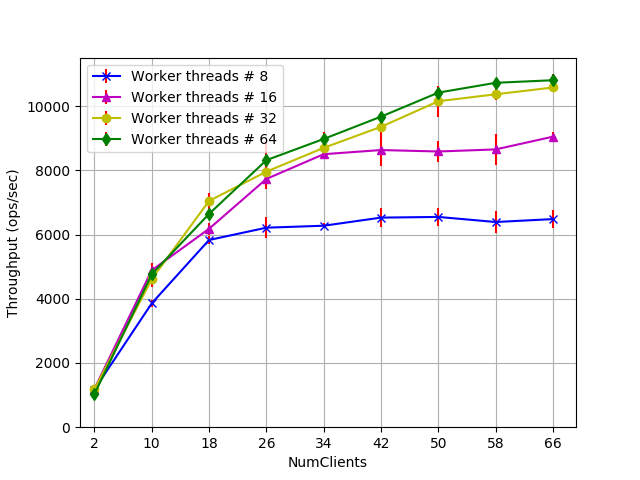 Worker threads # 8
Worker threads # 16
Worker threads # 32
Worker threads # 64
Throughput (ops/sec)
10000
8000
6000
4000
2000
0
2 10 18 26 34 42 50 58 66
NumClients